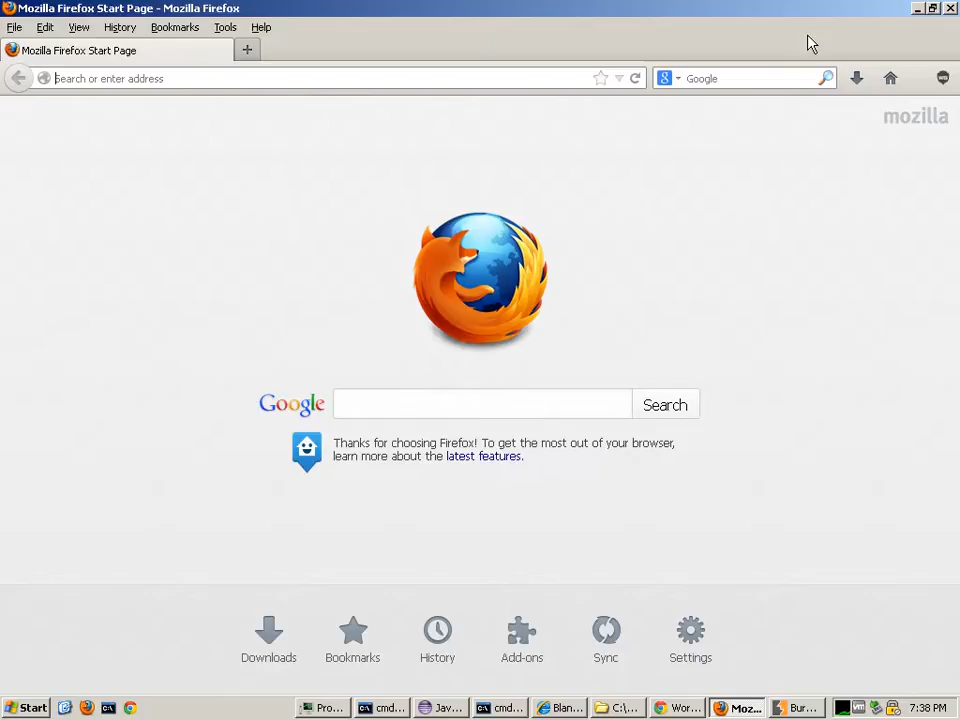 Mozilla Firefox Start Page - Mozilla Firefox
File Edit View History Bookmarks Tools Help
Mozilla Firefox Start Page
Search or enter address
Google
mozilla
Google
Search
Thanks for choosing Firefox! To get the most out of your browser,
learn more about the latest features.
Downloads Bookmarks History Add-ons Sync Settings
Start Pro... cmd... Jav... cmd... Blan... C:\,... Wor... Moz... Bur... 7:38 PM